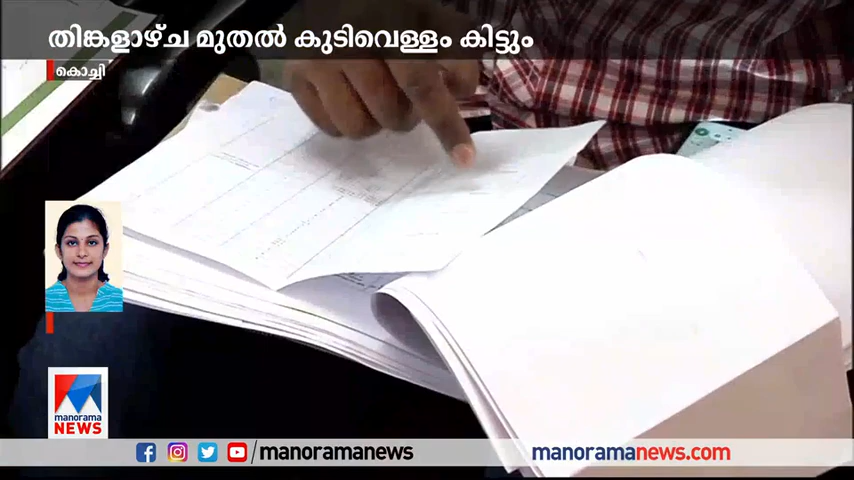 തിങ്കളാഴ്ച മുതൽ കുടിവെള്ളം കിട്ടും
കൊച്ചി
manorama
NEWS
manoramanews
manoramanews.com